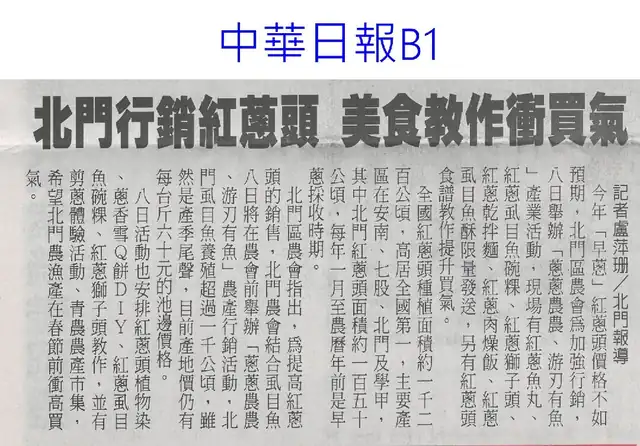 中華日報B1
北門行銷紅蔥頭 美食教作衝買氣
記者盧萍珊╱北門報導
今年「早蔥」紅蔥頭價格不如
預期,北門區農會為加強行銷,
八日舉辦「蔥蔥農農、游刃有魚
」產業活動,現場有紅蔥魚丸、
紅蔥虱目魚碗粿、紅蔥獅子頭、
紅蔥乾拌麵、紅蔥肉燥飯、紅蔥
虱目魚酥限量發送,另有紅蔥頭
食譜教作提升買氣。
全國紅蔥頭種植面積約一千二
百公頃,高居全國第一,主要產
區在安南、七股、北門及學甲,
其中北門紅蔥頭面積約一百五十
公頃,每年一月至農曆年前是早
蔥採收時期。
北門區農會指出,為提高紅蔥
頭的銷售,北門農會結合虱目魚
八日將在農會前舉辦「蔥蔥農農
、游刃有魚」農產行銷活動,北
門虱目魚養殖超過一千公頃,雖
然是產季尾聲,目前產地價仍有
每台斤六十元的池邊價格。
八日活動也安排紅蔥頭植物染
、蔥香雪Q餅DIY、紅蔥虱目
魚碗粿、紅蔥獅子頭教作,並有
剪蔥體驗活動、青農農產市集,
希望北門農漁產在春節前衝高買
氣。